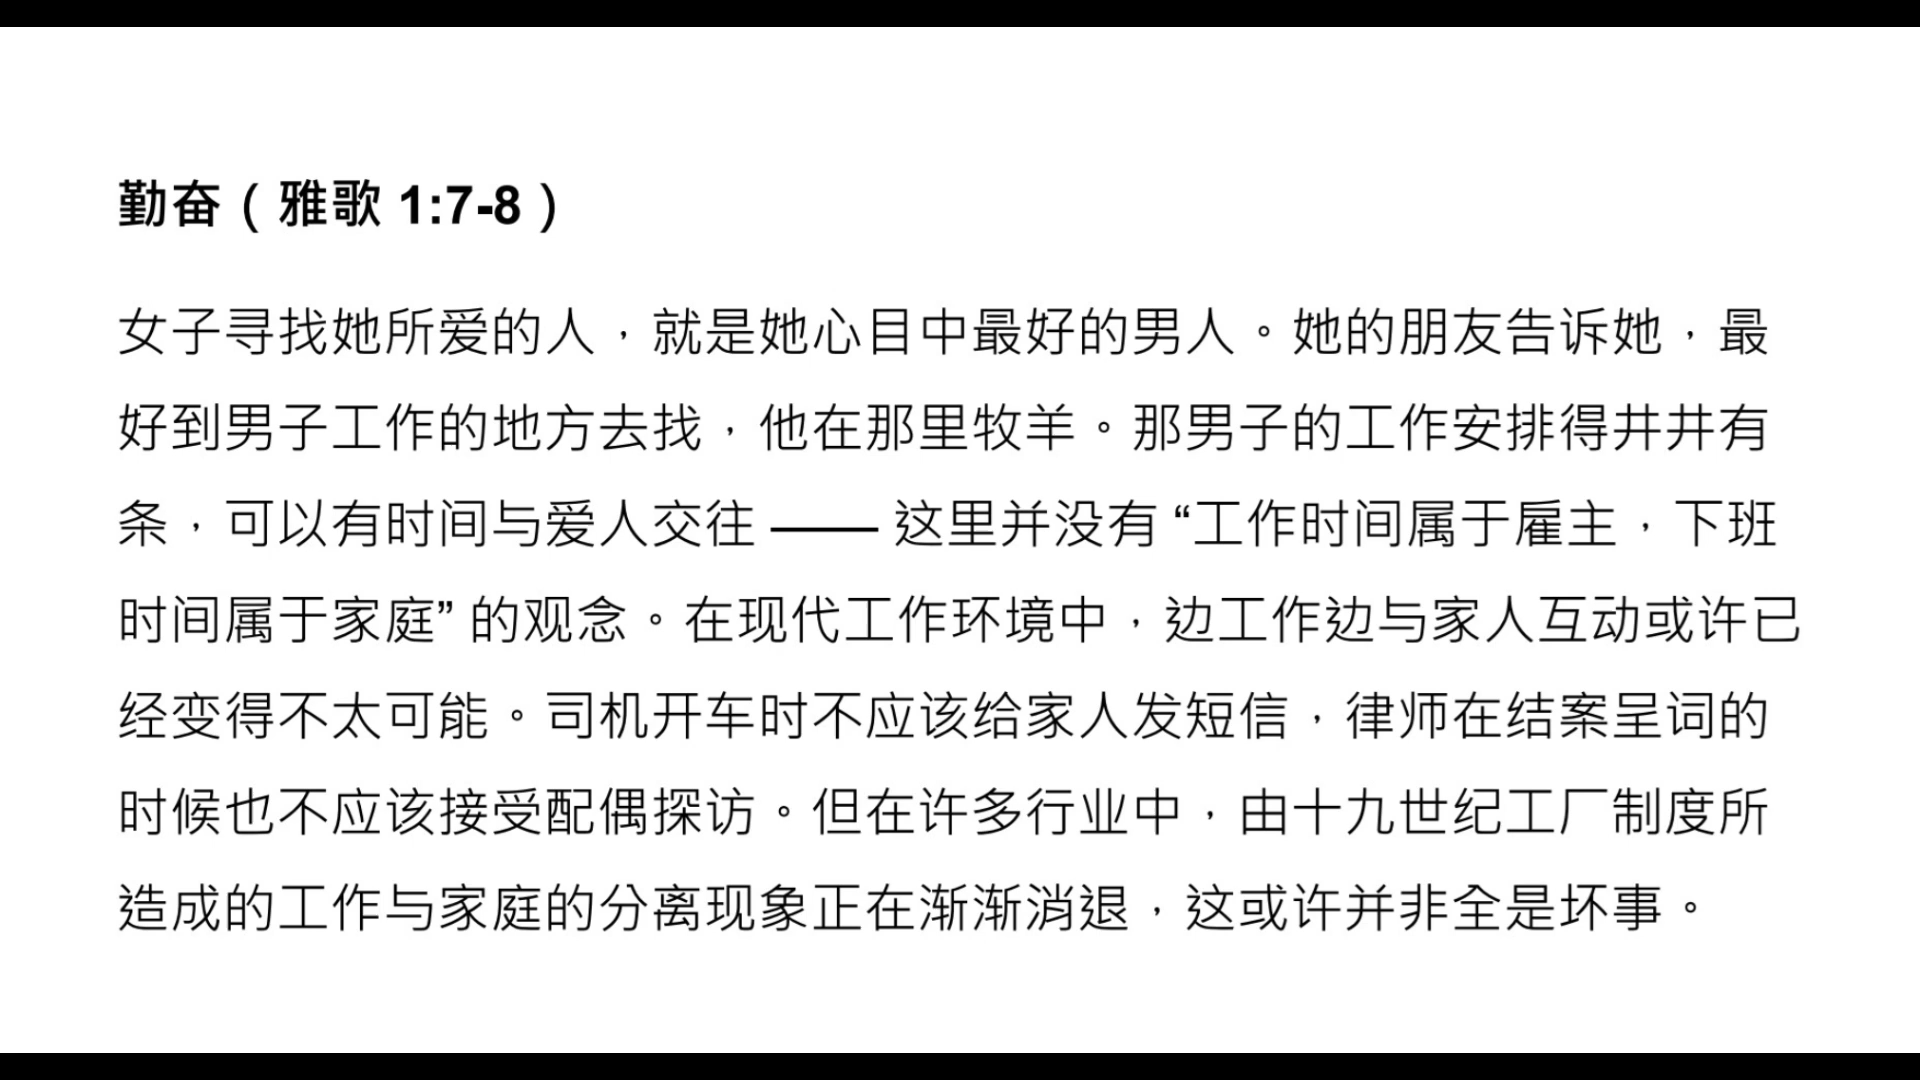 勤奋（雅歌 1:7-8）
女子寻找她所爱的人，就是她心目中最好的男人。她的朋友告诉她，最
好到男子工作的地方去找，他在那里牧羊。那男子的工作安排得井井有
条，可以有时间与爱人交往 —— 这里并没有 “工作时间属于雇主，下班
时间属于家庭” 的观念。在现代工作环境中，边工作边与家人互动或许已
经变得不太可能。司机开车时不应该给家人发短信，律师在结案呈词的
时候也不应该接受配偶探访。但在许多行业中，由十九世纪工厂制度所
造成的工作与家庭的分离现象正在渐渐消退，这或许并非全是坏事。